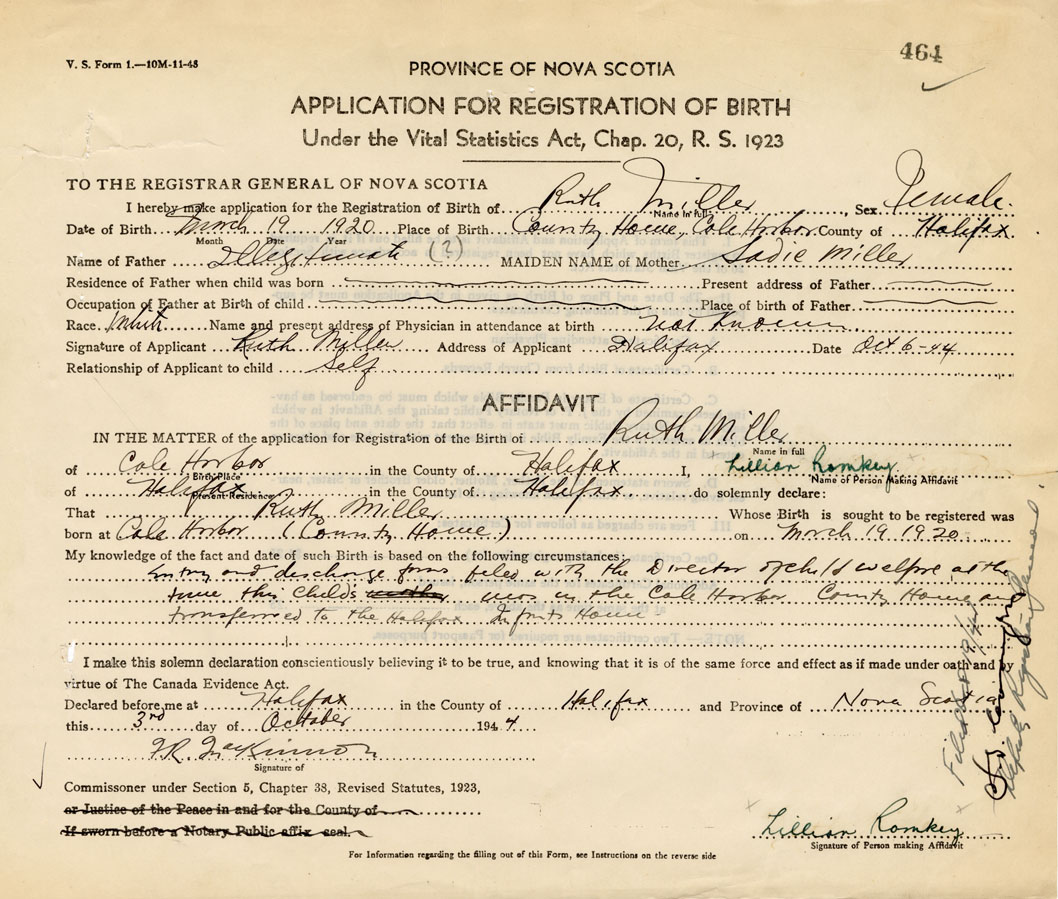 464
V. S. Form 1.—10M-11-43
PROVINCE OF NOVA SCOTIA
APPLICATION FOR REGISTRATION OF BIRTH
Under the Vital Statistics Act, Chap. 20, R. S. 1923
TO THE REGISTRAR GENERAL OF NOVA SCOTIA
I hereby make application for the Registration of Birth of Ruth Miller, Sex Female.
Name in full
Date of Birth March 19 1920 Place of Birth County Home, Cole Harbor County of Halifax
Month Date Year
Name of Father Illegitimate (?) MAIDEN NAME of Mother Sadie Miller
Residence of Father when child was born Present address of Father
Occupation of Father at Birth of child Place of birth of Father
Race White Name and present address of Physician in attendance at birth not Known
Signature of Applicant Ruth Miller Address of Applicant Halifax Date Oct 6-44
Relationship of Applicant to child Self
AFFIDAVIT
IN THE MATTER of the application for Registration of the Birth of Ruth Miller
Name in full
of Cole Harbor in the County of Halifax I, Lillian Romkey
Birth Place Name of Person Making Affidavit
of Halifax in the County of Halifax do solemnly declare:
Present Residence
That Ruth Miller Whose Birth is sought to be registered was
born at Cole Harbor (County Home) on March 19 1920
My knowledge of the fact and date of such Birth is based on the following circumstances:
Entry and discharge forms filed with the Director of child welfare at the
time this childs was in the Cole Harbor County Home and
transferred to the Halifax Infants Home
I make this solemn declaration conscientiously believing it to be true, and knowing that it is of the same force and effect as if made under oath and by
virtue of The Canada Evidence Act.
Declared before me at Halifax in the County of Halifax and Province of Nova Scotia
this 3rd day of October 1944
F.R. MacKinnon
Signature of
Commissoner under Section 5, Chapter 38, Revised Statutes, 1923,
or Justice of the Peace in and for the County of
If sworn before a Notary Public affix seal.
Lillian Romkey
Signature of Person making Affidavit
For Information regarding the filling out of this Form, see Instructions on the reverse side
Filed